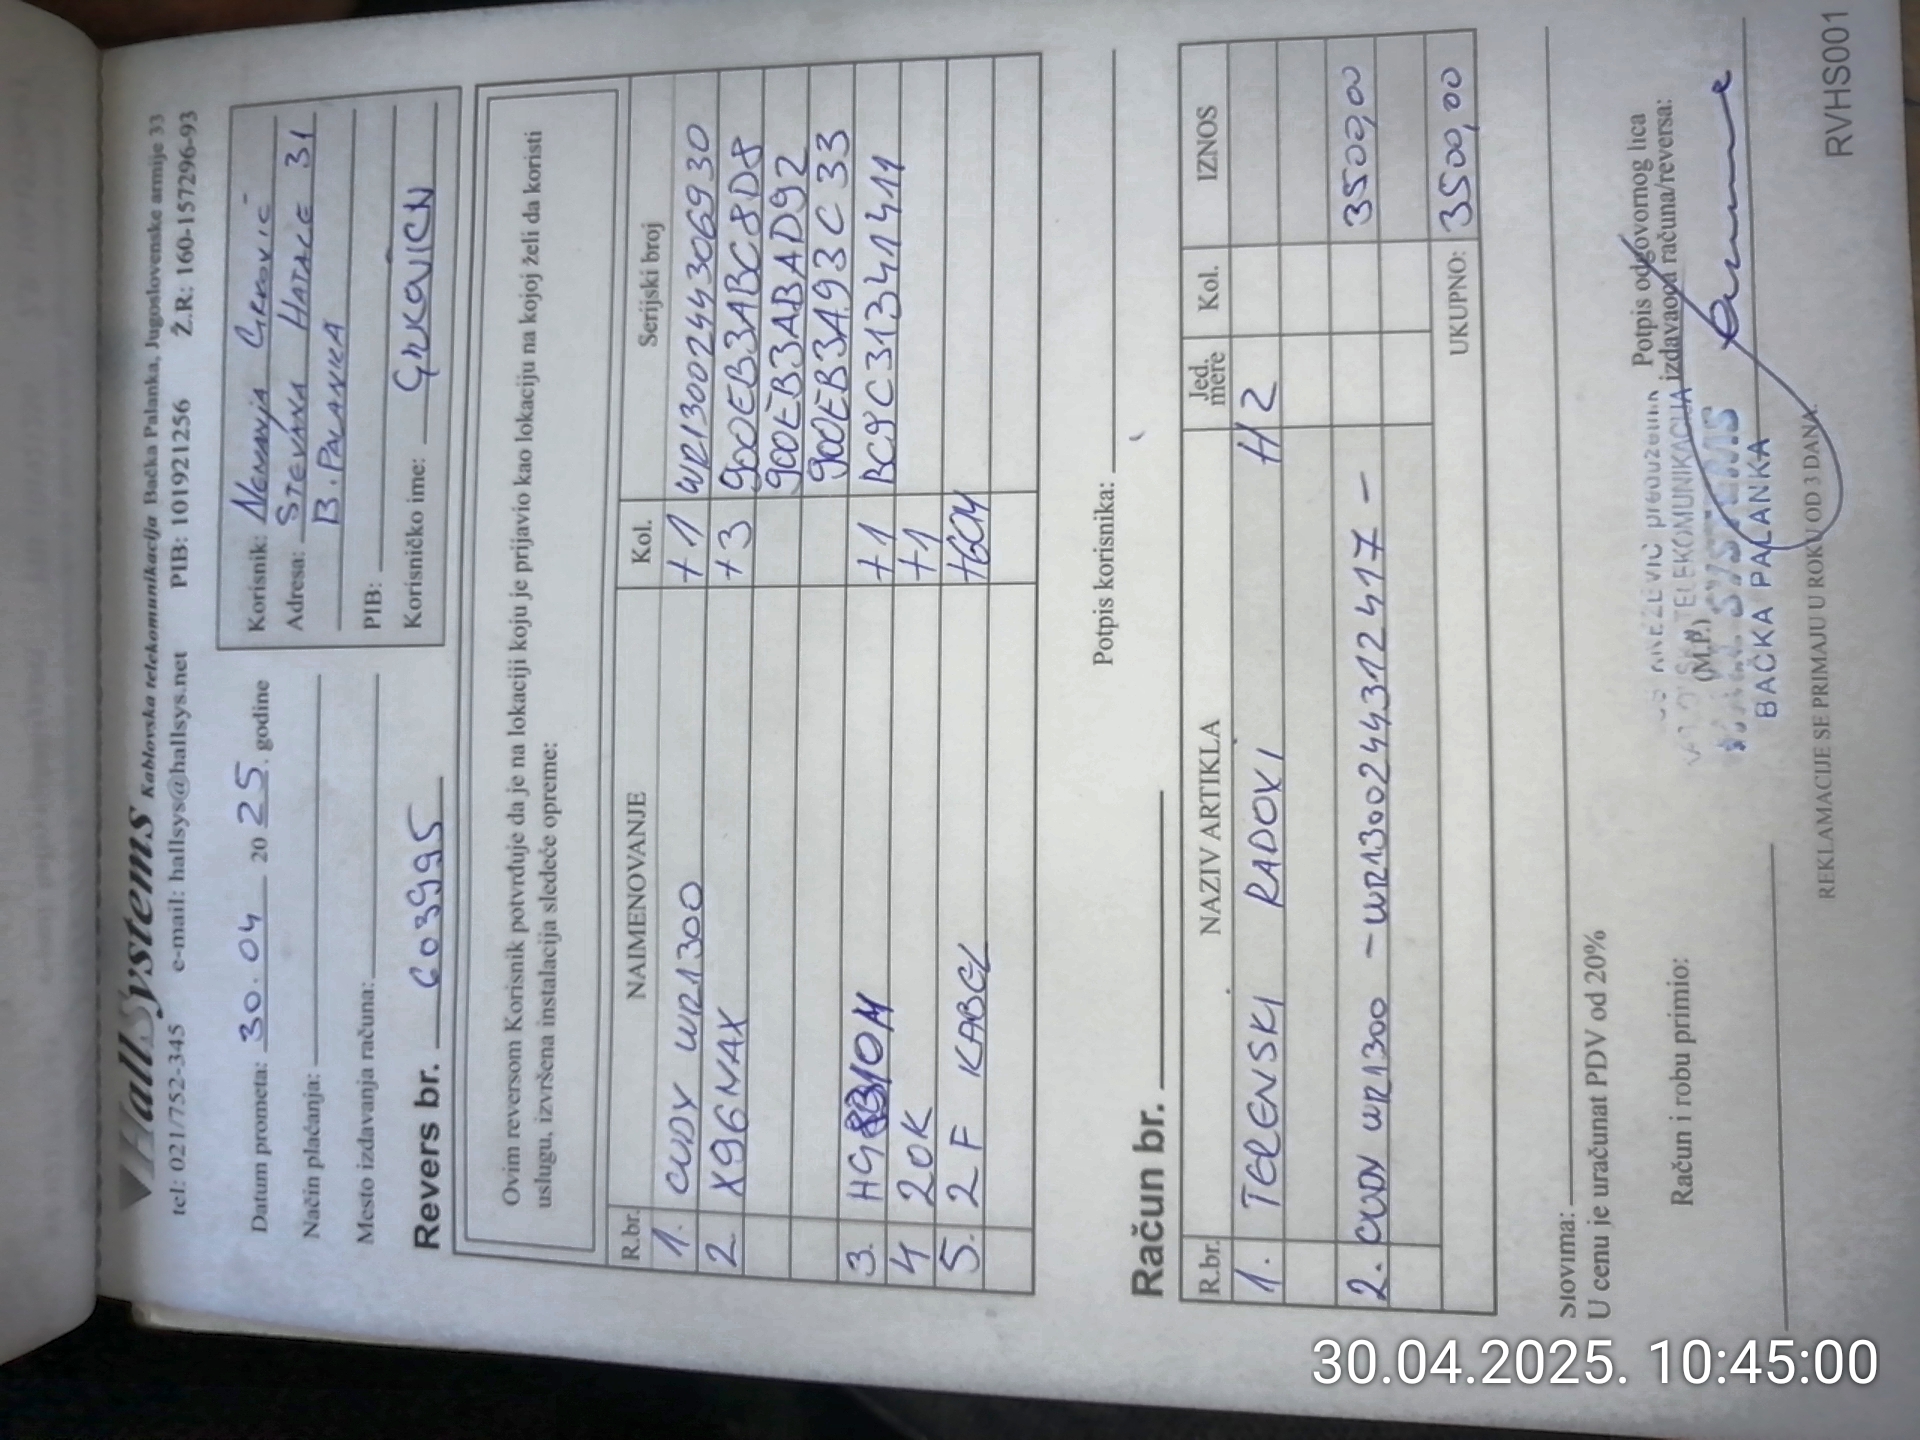 HallSystems Kablovska telekomunikacija Bačka Palanka, Jugoslovenske armije 33
tel: 021/752-345 e-mail: hallsys@hallsys.net PIB: 101921256 Ž.R: 160-157296-93
Datum prometa: 30.04 2025. godine
Način plaćanja:
Mesto izdavanja računa:
Revers br. 603995
Korisnik: Nemanja
Adresa: STEVANA HATALE 31
B. PALANKA
PIB:
Korisničko ime:
Ovim reversom Korisnik potvrđuje da je na lokaciji koju je prijavio kao lokaciju na kojoj želi da koristi
uslugu, izvršena instalacija sledeće opreme:
R.br. NAIMENOVANJE Kol. Serijski broj
1. CUDY WR1300 +1 WR1300244306930
2. X96MAX +3 900EB3ABC8D8
900EB3ABAD92
900EB3A93C33
3. +1 BC9C31341411
4 20K +1
5. 2F KABEL
Potpis korisnika:
Račun br.
R.br. NAZIV ARTIKLA Jed. mere Kol. IZNOS
1. TERENSKI RADOVI H2
2. CUDY WR1300 - WR13002443312417 - 3500,00
UKUPNO: 3500,00
Slovima:
U cenu je uračunat PDV od 20%
Račun i robu primio:
(M.P.)
Potpis odgovornog lica
izdavaoca računa/reversa:
TELEKOMUNIKACIJA
BAČKA PALANKA
REKLAMACIJE SE PRIMAJU U ROKU OD 3 DANA.
RVHS001
30.04.2025. 10:45:00